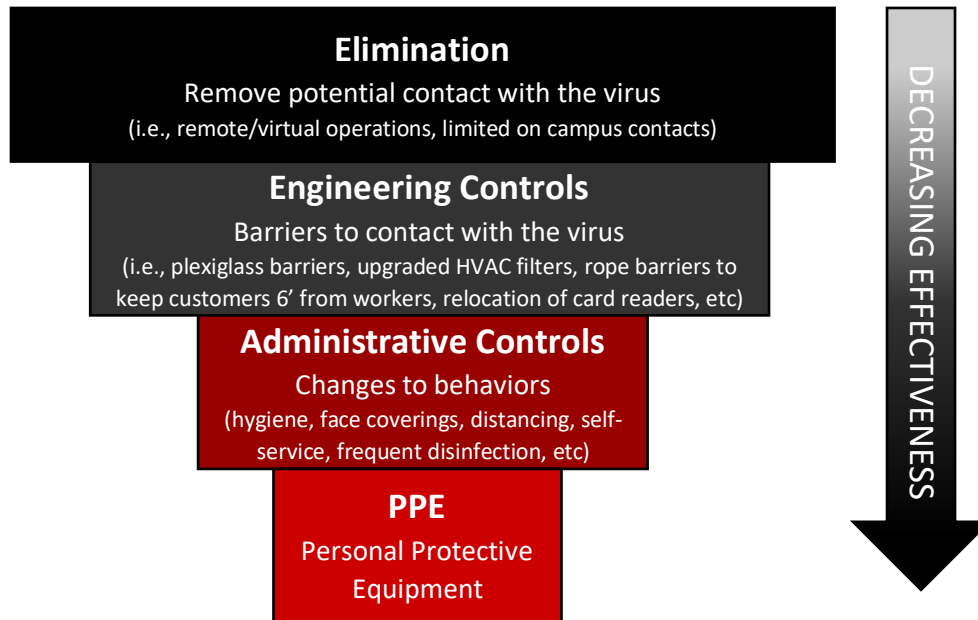 Elimination
Remove potential contact with the virus
(i.e., remote/virtual operations, limited on campus contacts)
Engineering Controls
Barriers to contact with the virus
(i.e., plexiglass barriers, upgraded HVAC filters, rope barriers to
keep customers 6’ from workers, relocation of card readers, etc)
Administrative Controls
Changes to behaviors
(hygiene, face coverings, distancing, self-
service, frequent disinfection, etc)
PPE
Personal Protective
Equipment
DECREASING EFFECTIVENESS